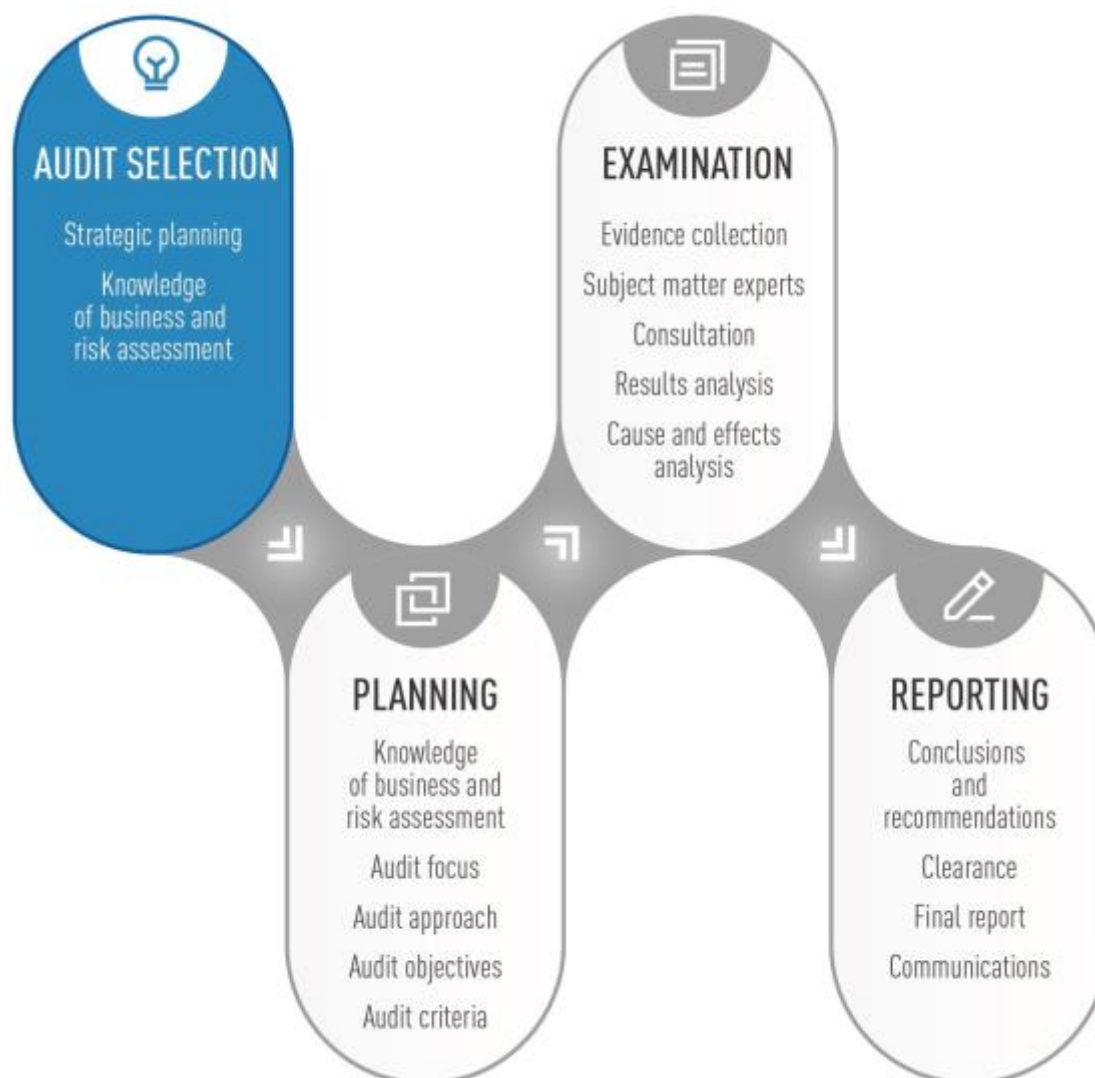 AUDIT SELECTION
Strategic planning
Knowledge
of business and
risk assessment
PLANNING
Knowledge
of business and
risk assessment
Audit focus
Audit approach
Audit objectives
Audit criteria
EXAMINATION
Evidence collection
Subject matter experts
Consultation
Results analysis
Cause and effects
analysis
REPORTING
Conclusions
and
recommendations
Clearance
Final report
Communications